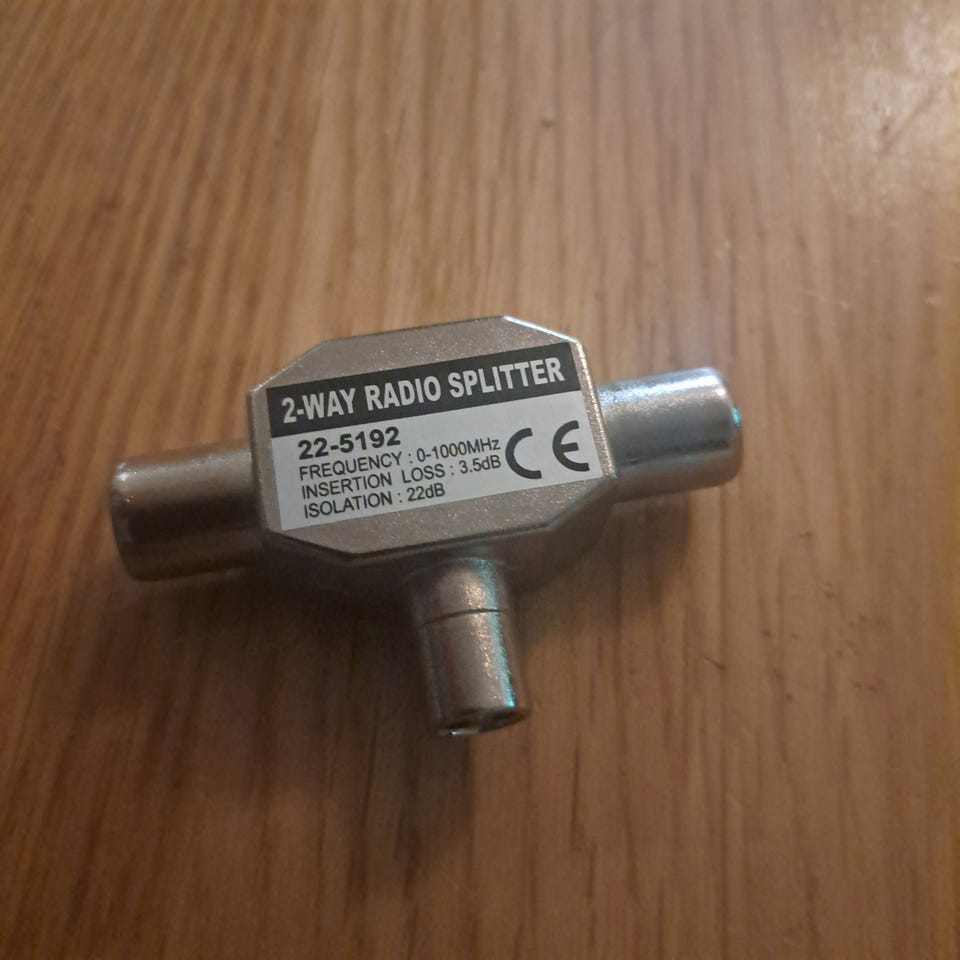 2-WAY RADIO SPLITTER
22-5192
FREQUENCY : 0-1000MHz
INSERTION LOSS : 3.5dB
ISOLATION : 22dB
CE